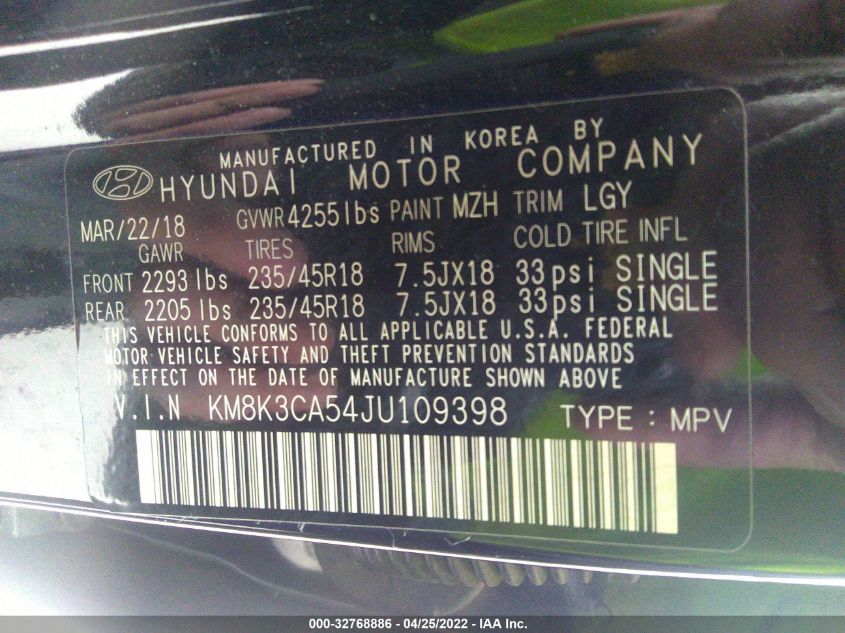 MANUFACTURED IN KOREA BY
HYUNDAI MOTOR COMPANY
MAR/22/18 GVWR 4255lbs PAINT MZH TRIM LGY
GAWR TIRES RIMS COLD TIRE INFL
FRONT 2293 lbs 235/45R18 7.5JX18 33psi SINGLE
REAR 2205 lbs 235/45R18 7.5JX18 33psi SINGLE
THIS VEHICLE CONFORMS TO ALL APPLICABLE U.S.A. FEDERAL
MOTOR VEHICLE SAFETY AND THEFT PREVENTION STANDARDS
IN EFFECT ON THE DATE OF MANUFACTURE SHOWN ABOVE
V.I.N KM8K3CA54JU109398 TYPE : MPV
000-32768886 - 04/25/2022 - IAA Inc.